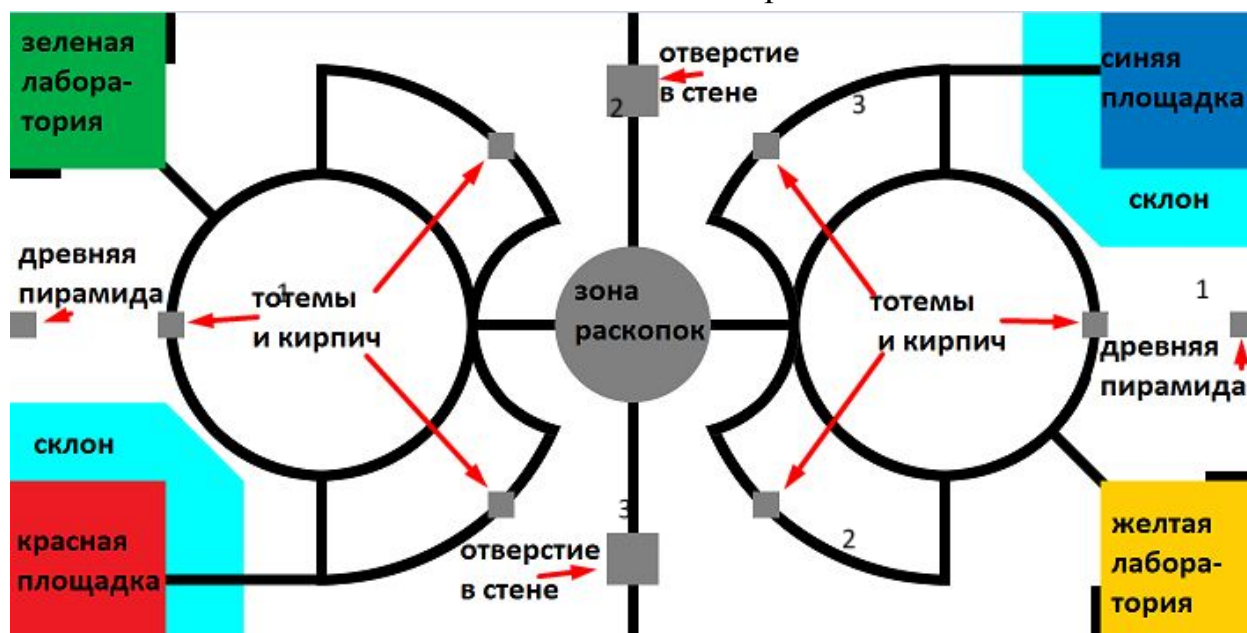 зеленая
лабора-
тория
отверстие
в стене
2
3
синяя
площадка
склон
древняя
пирамида
1
тотемы
и кирпич
зона
раскопок
тотемы
и кирпич
1
древняя
пирамида
склон
красная
площадка
3
отверстие
в стене
2
желтая
лабора-
тория